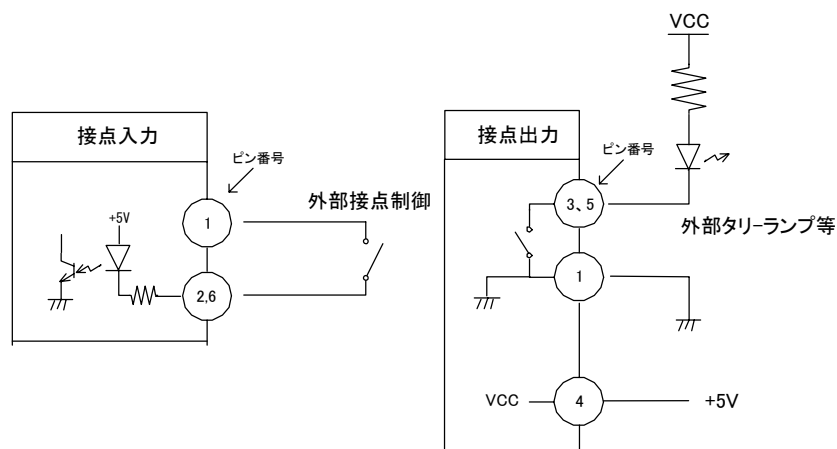 接点入力
ピン番号
1
外部接点制御
+5V
2,6
VCC
接点出力
ピン番号
3、5
外部タリーランプ等
1
VCC
4
+5V